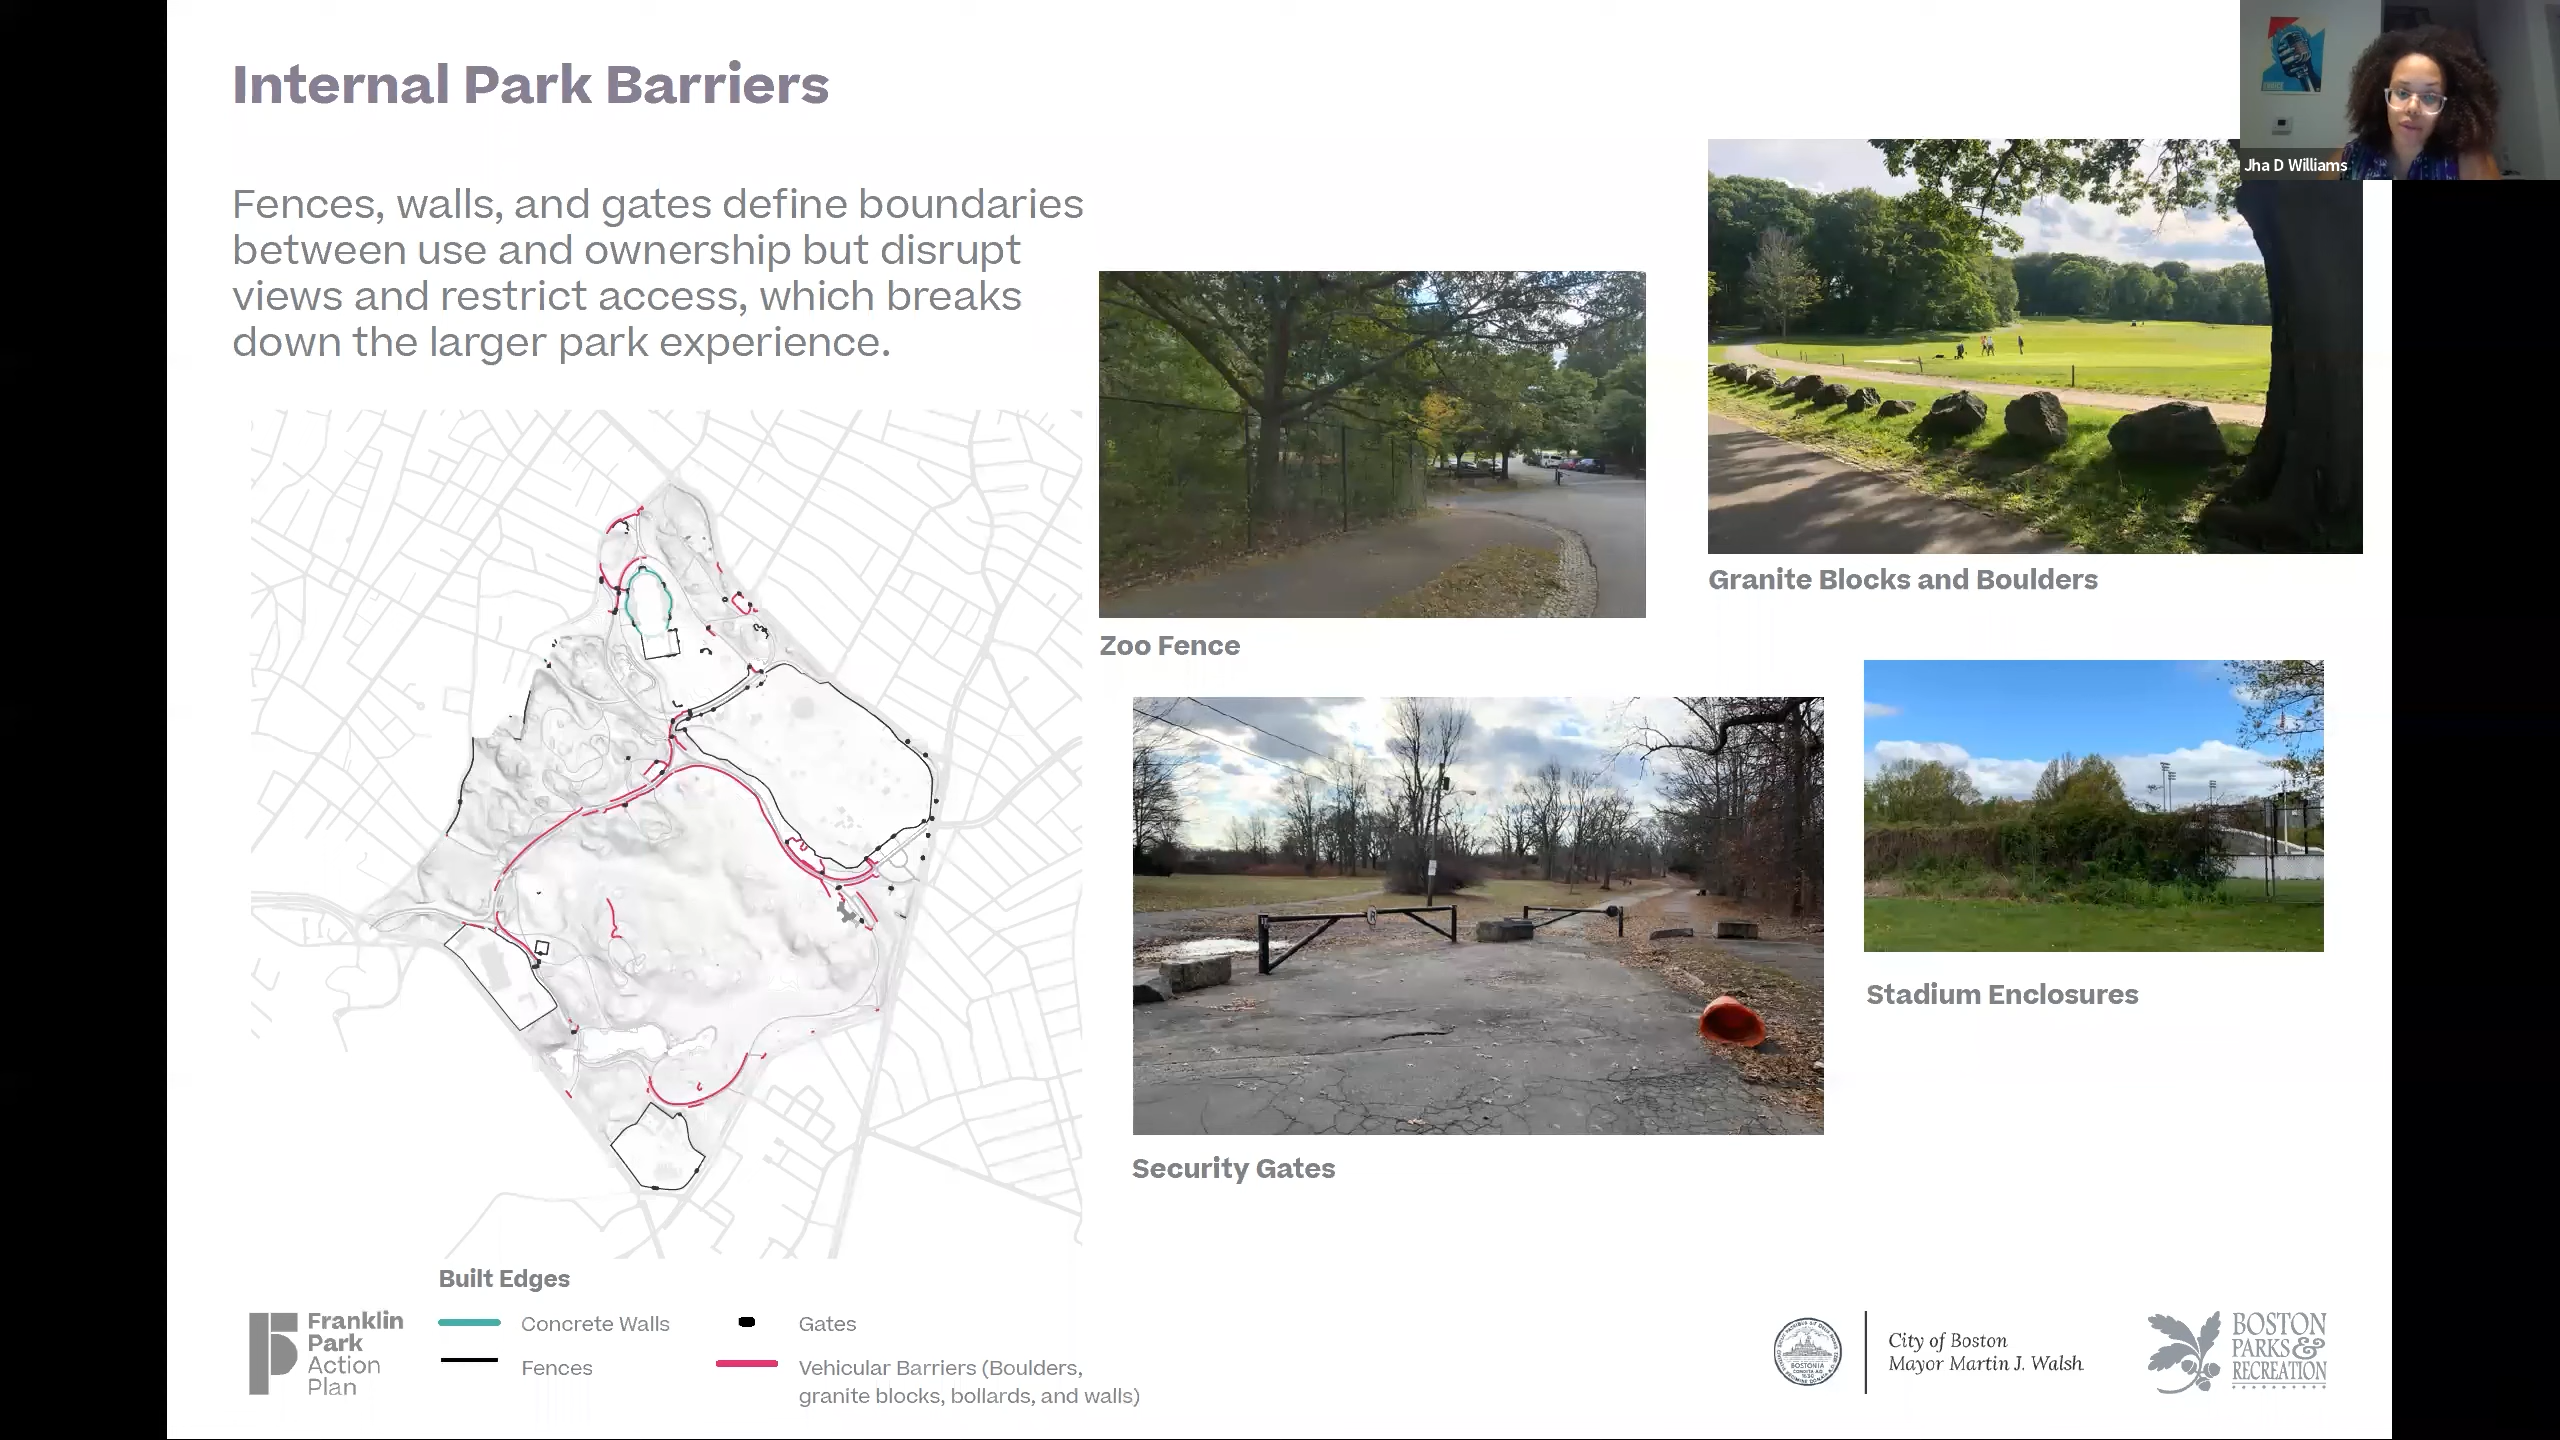 Internal Park Barriers
Jha D Williams
Fences, walls, and gates define boundaries
between use and ownership but disrupt
views and restrict access, which breaks
down the larger park experience.
Granite Blocks and Boulders
Zoo Fence
Stadium Enclosures
Security Gates
Built Edges
Concrete Walls
Gates
Fences
Vehicular Barriers (Boulders,
granite blocks, bollards, and walls)
Franklin
Park
Action
Plan
BOSTONIA
City of Boston
Mayor Martin J. Walsh
BOSTON
PARKS &
RECREATION